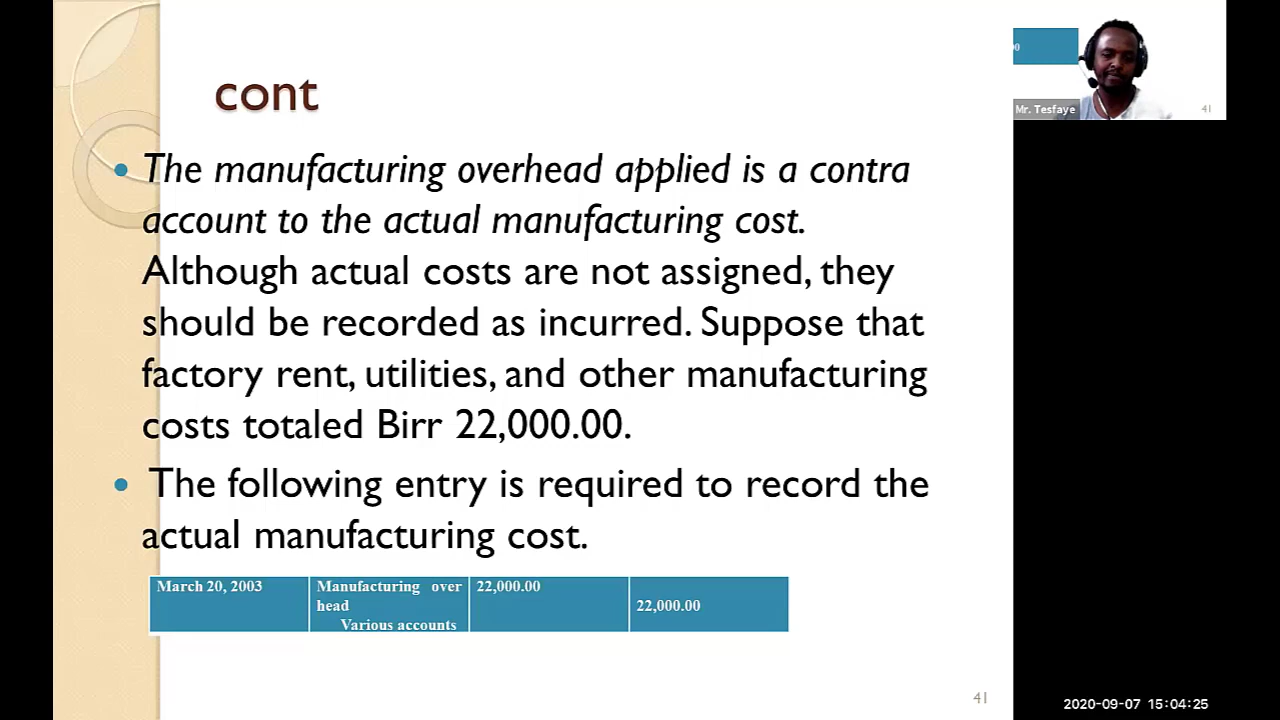 cont
• The manufacturing overhead applied is a contra
account to the actual manufacturing cost.
Although actual costs are not assigned, they
should be recorded as incurred. Suppose that
factory rent, utilities, and other manufacturing
costs totaled Birr 22,000.00.
• The following entry is required to record the
actual manufacturing cost.
March 20, 2003
Manufacturing over
head
Various accounts
22,000.00
22,000.00
41
Mr. Tesfaye
41
2020-09-07 15:04:25